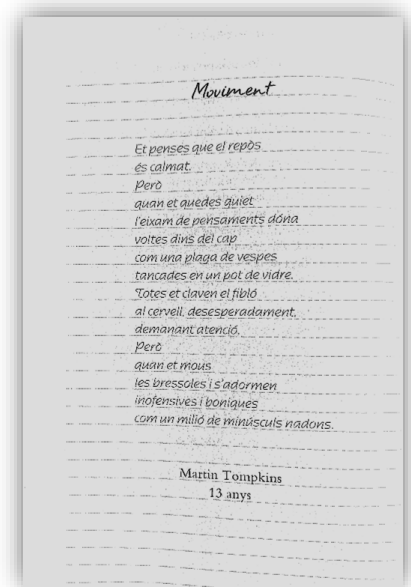 Moviment
Et penses que el repòs
és calmat.
Però
quan et quedes quiet
l'eixam de pensaments dóna
voltes dins del cap
com una plaga de vespes
tancades en un pot de vidre.
Totes et claven el fibló
al cervell, desesperadament,
demanant atenció.
Però
quan et mous
les bressoles i s'adormen
inofensives i boniques
com un milió de minúsculs nadons.
Martin Tompkins
13 anys